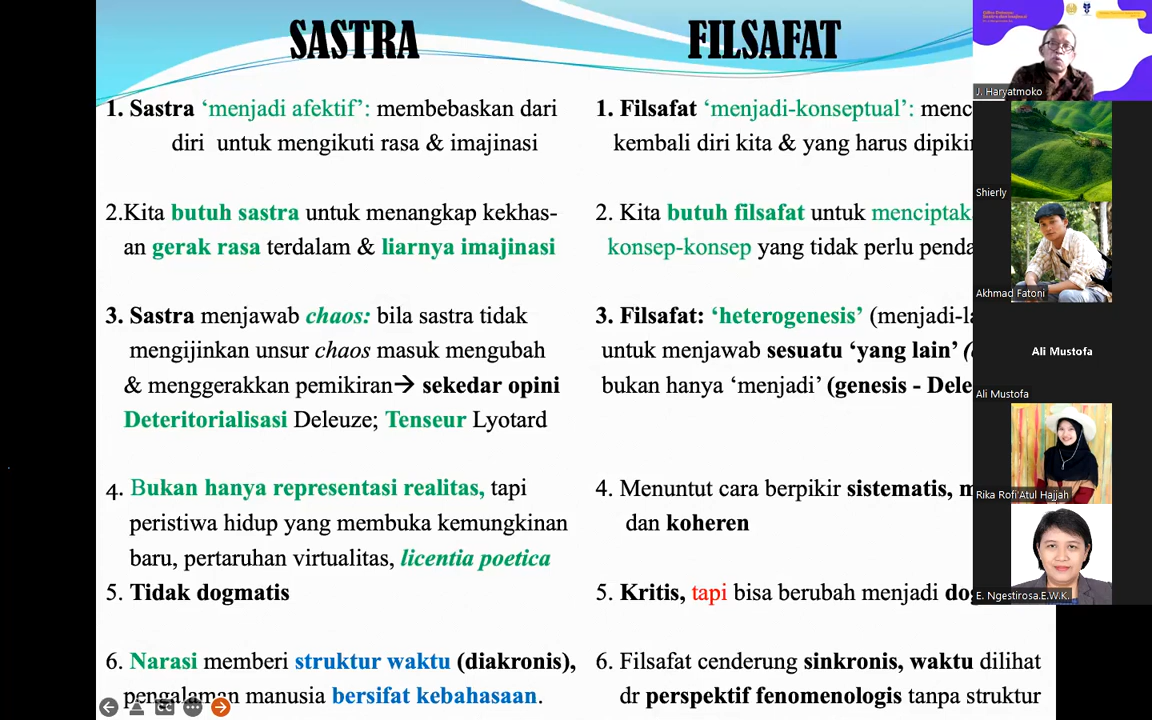 SASTRA
1. Sastra ‘menjadi afektif’: membebaskan dari
diri untuk mengikuti rasa & imajinasi
2.Kita butuh sastra untuk menangkap kekhas-
an gerak rasa terdalam & liarnya imajinasi
3. Sastra menjawab chaos: bila sastra tidak
mengijinkan unsur chaos masuk mengubah
& menggerakkan pemikiran→ sekedar opini
Deteritorialisasi Deleuze; Tenseur Lyotard
4. Bukan hanya representasi realitas, tapi
peristiwa hidup yang membuka kemungkinan
baru, pertaruhan virtualitas, licentia poetica
5. Tidak dogmatis
6. Narasi memberi struktur waktu (diakronis),
pengalaman manusia bersifat kebahasaan.
FILSAFAT
1. Filsafat ‘menjadi-konseptual’: menc
kembali diri kita & yang harus dipikir
2. Kita butuh filsafat untuk menciptak
konsep-konsep yang tidak perlu penda
3. Filsafat: ‘heterogenesis’ (menjadi-la
untuk menjawab sesuatu ‘yang lain’ (
bukan hanya ‘menjadi’ (genesis - Dele
4. Menuntut cara berpikir sistematis, m
dan koheren
5. Kritis, tapi bisa berubah menjadi dog
6. Filsafat cenderung sinkronis, waktu dilihat
dr perspektif fenomenologis tanpa struktur
J. Haryatmoko
Shierly
Akhmad Fatoni
Ali Mustofa
Ali Mustofa
Rika Rofi'Atul Hajjah
E. Ngestirosa.E.W.K.
CC